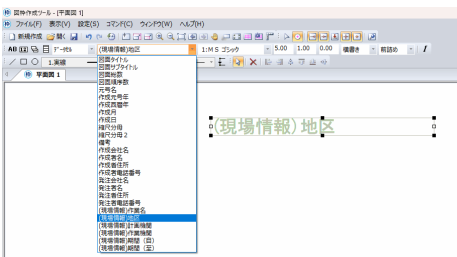 図枠作成ツール - [平面図 1]
ファイル(F) 表示(V) 設定(S) コマンド(C) ウィンドウ(W) ヘルプ(H)
新規作成 開く
AB データセル (現場情報)地区 1:ＭＳ ゴシック 5.00 1.00 0.00 横書き 前詰め I
1.実線
平面図 1
図面タイトル
図面サブタイトル
図面総数
図面順序数
元号名
作成元号年
作成西暦年
作成月
作成日
縮尺分母
縮尺分母２
備考
作成会社名
作成者名
作成者住所
作成者電話番号
発注会社名
発注者名
発注者住所
発注者電話番号
(現場情報)作業名
(現場情報)地区
(現場情報)計画機関
(現場情報)作業機関
(現場情報)期間（自）
(現場情報)期間（至）
(現場情報)地区